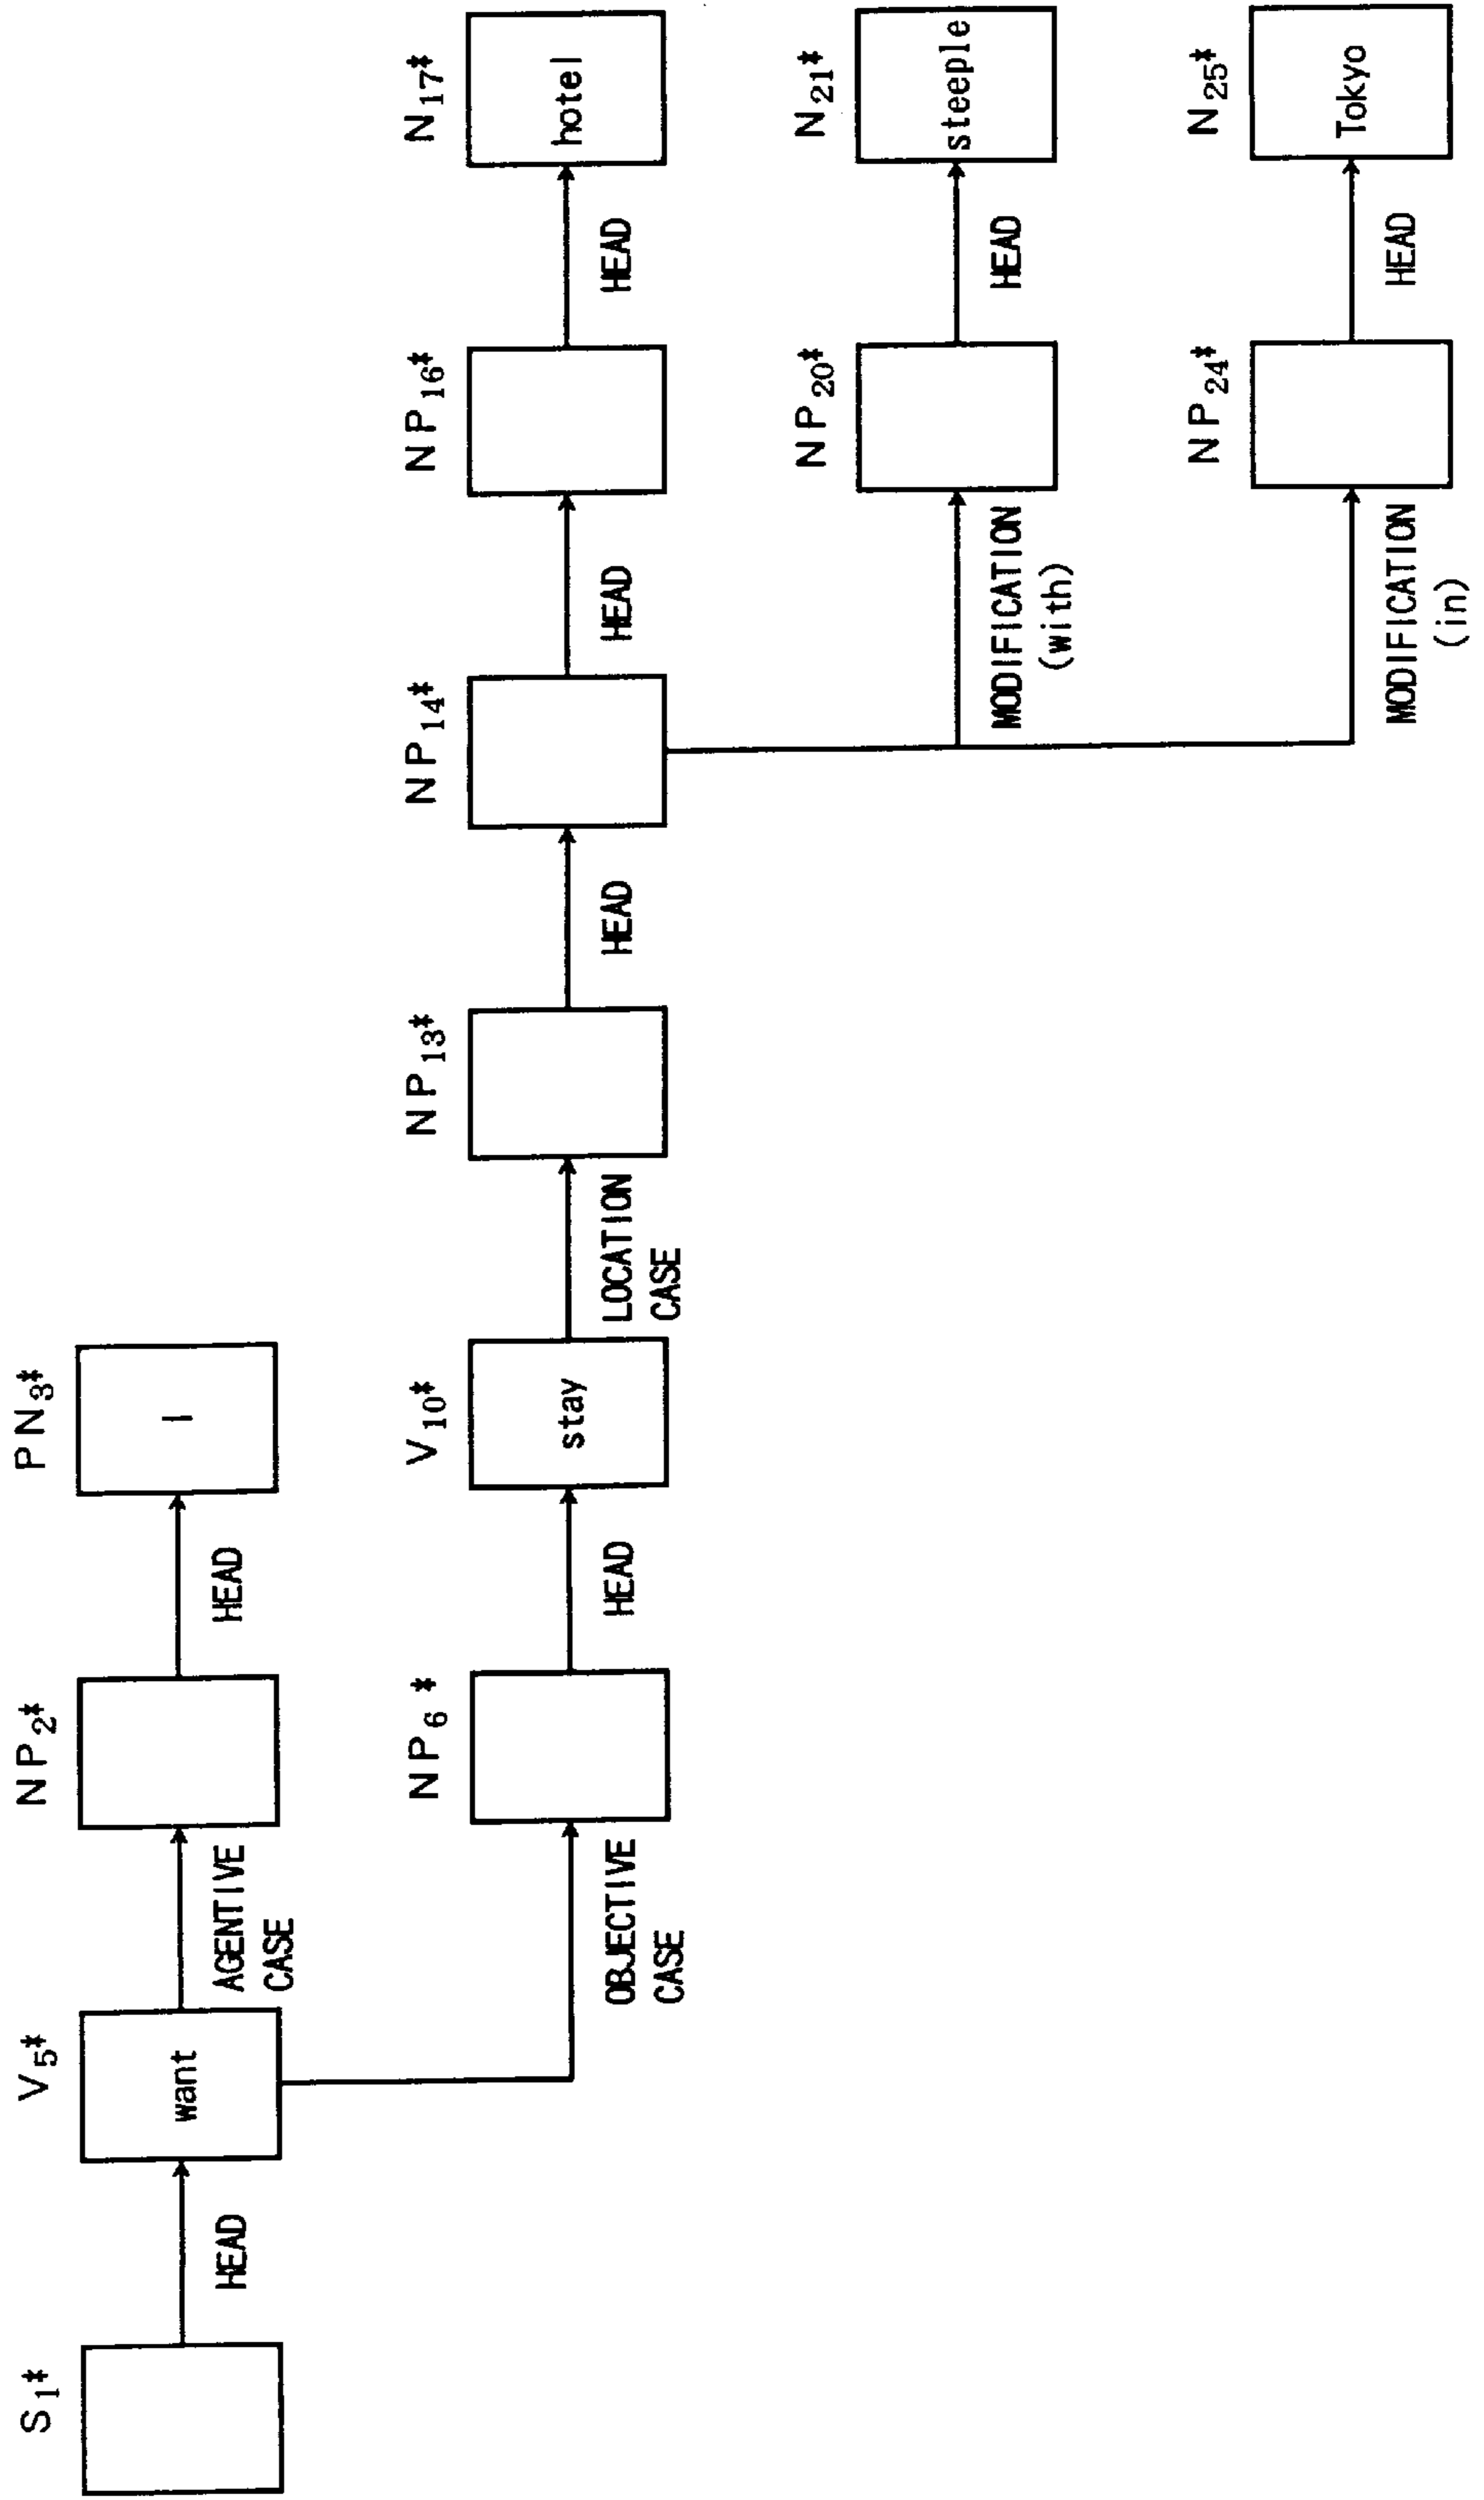 S1*
V5*
NP2*
PN3*
want
I
HEAD
AGENTIVE
CASE
HEAD
NP6*
V10*
NP13*
NP14*
NP16*
N17*
stay
hotel
OBJECTIVE
CASE
HEAD
LOCATION
CASE
HEAD
HEAD
HEAD
NP20*
N21*
steeple
MODIFICATION
(with)
HEAD
NP24*
N25*
Tokyo
MODIFICATION
(in)
HEAD